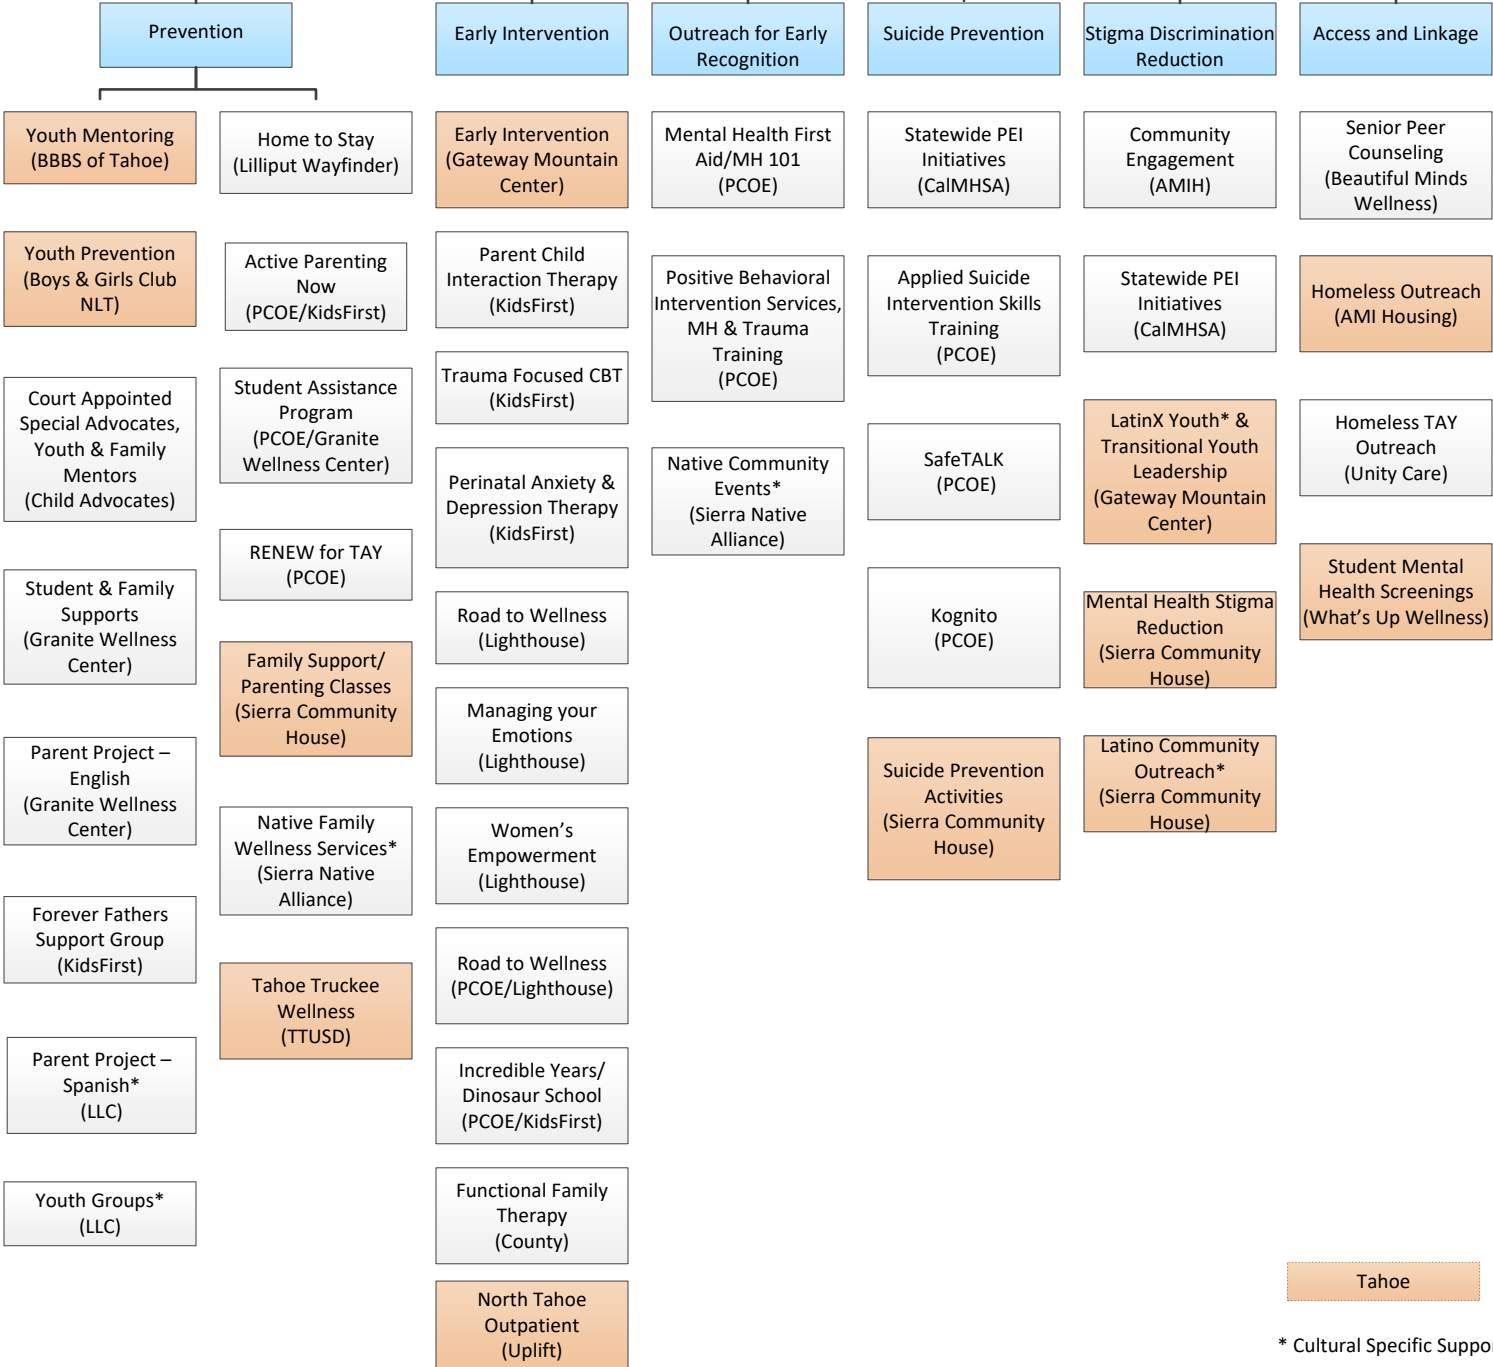 Prevention
Youth Mentoring
(BBBS of Tahoe)
Youth Prevention
(Boys & Girls Club
NLT)
Court Appointed
Special Advocates,
Youth & Family
Mentors
(Child Advocates)
Student & Family
Supports
(Granite Wellness
Center)
Parent Project –
English
(Granite Wellness
Center)
Forever Fathers
Support Group
(KidsFirst)
Parent Project –
Spanish*
(LLC)
Youth Groups*
(LLC)
Home to Stay
(Lilliput Wayfinder)
Active Parenting
Now
(PCOE/KidsFirst)
Student Assistance
Program
(PCOE/Granite
Wellness Center)
RENEW for TAY
(PCOE)
Family Support/
Parenting Classes
(Sierra Community
House)
Native Family
Wellness Services*
(Sierra Native
Alliance)
Tahoe Truckee
Wellness
(TTUSD)
Early Intervention
Early Intervention
(Gateway Mountain
Center)
Parent Child
Interaction Therapy
(KidsFirst)
Trauma Focused CBT
(KidsFirst)
Perinatal Anxiety &
Depression Therapy
(KidsFirst)
Road to Wellness
(Lighthouse)
Managing your
Emotions
(Lighthouse)
Women’s
Empowerment
(Lighthouse)
Road to Wellness
(PCOE/Lighthouse)
Incredible Years/
Dinosaur School
(PCOE/KidsFirst)
Functional Family
Therapy
(County)
North Tahoe
Outpatient
(Uplift)
Outreach for Early
Recognition
Mental Health First
Aid/MH 101
(PCOE)
Positive Behavioral
Intervention Services,
MH & Trauma
Training
(PCOE)
Native Community
Events*
(Sierra Native
Alliance)
Suicide Prevention
Statewide PEI
Initiatives
(CalMHSA)
Applied Suicide
Intervention Skills
Training
(PCOE)
SafeTALK
(PCOE)
Kognito
(PCOE)
Suicide Prevention
Activities
(Sierra Community
House)
Stigma Discrimination
Reduction
Community
Engagement
(AMIH)
Statewide PEI
Initiatives
(CalMHSA)
LatinX Youth* &
Transitional Youth
Leadership
(Gateway Mountain
Center)
Mental Health Stigma
Reduction
(Sierra Community
House)
Latino Community
Outreach*
(Sierra Community
House)
Access and Linkage
Senior Peer
Counseling
(Beautiful Minds
Wellness)
Homeless Outreach
(AMI Housing)
Homeless TAY
Outreach
(Unity Care)
Student Mental
Health Screenings
(What’s Up Wellness)
Tahoe
* Cultural Specific